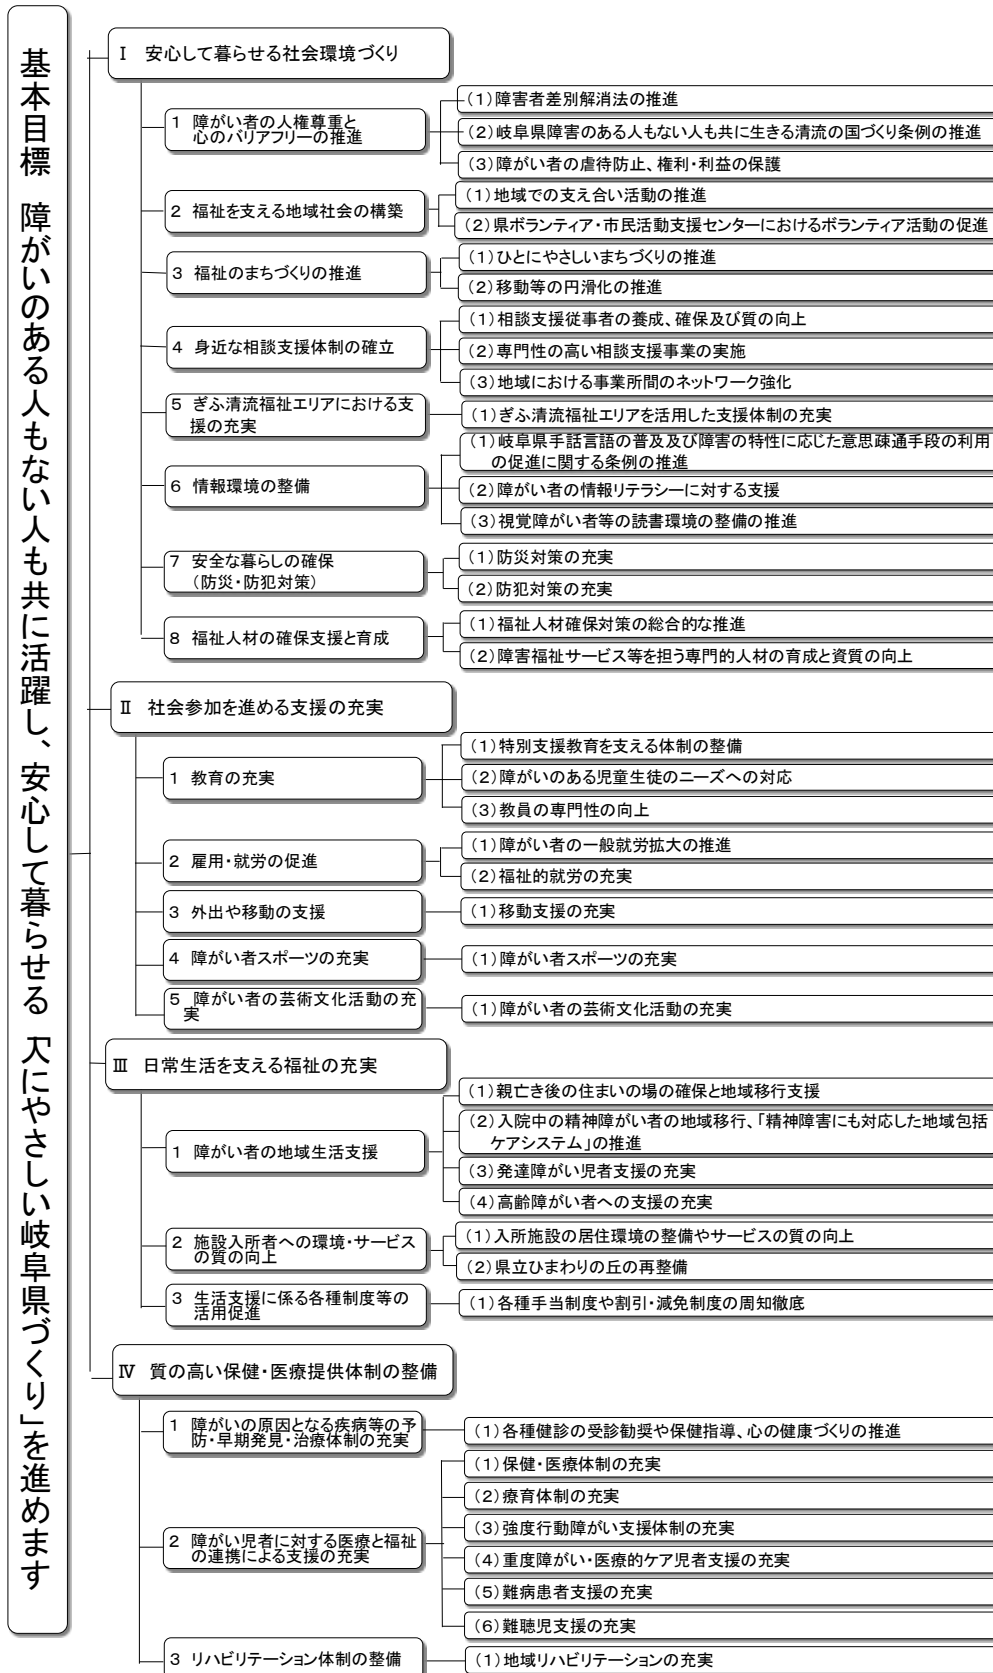 基本目標 障がいのある人もない人も共に活躍し、安心して暮らせる「人にやさしい岐阜県づくり」を進めます
Ⅰ 安心して暮らせる社会環境づくり
1 障がい者の人権尊重と
心のバリアフリーの推進
(1)障害者差別解消法の推進
(2)岐阜県障害のある人もない人も共に生きる清流の国づくり条例の推進
(3)障がい者の虐待防止、権利・利益の保護
2 福祉を支える地域社会の構築
(1)地域での支え合い活動の推進
(2)県ボランティア・市民活動支援センターにおけるボランティア活動の促進
3 福祉のまちづくりの推進
(1)ひとにやさしいまちづくりの推進
(2)移動等の円滑化の推進
4 身近な相談支援体制の確立
(1)相談支援従事者の養成、確保及び質の向上
(2)専門性の高い相談支援事業の実施
(3)地域における事業所間のネットワーク強化
5 ぎふ清流福祉エリアにおける支
援の充実
(1)ぎふ清流福祉エリアを活用した支援体制の充実
6 情報環境の整備
(1)岐阜県手話言語の普及及び障害の特性に応じた意思疎通手段の利用
の促進に関する条例の推進
(2)障がい者の情報リテラシーに対する支援
(3)視覚障がい者等の読書環境の整備の推進
7 安全な暮らしの確保
(防災・防犯対策)
(1)防災対策の充実
(2)防犯対策の充実
8 福祉人材の確保支援と育成
(1)福祉人材確保対策の総合的な推進
(2)障害福祉サービス等を担う専門的人材の育成と資質の向上
Ⅱ 社会参加を進める支援の充実
1 教育の充実
(1)特別支援教育を支える体制の整備
(2)障がいのある児童生徒のニーズへの対応
(3)教員の専門性の向上
2 雇用・就労の促進
(1)障がい者の一般就労拡大の推進
(2)福祉的就労の充実
3 外出や移動の支援
(1)移動支援の充実
4 障がい者スポーツの充実
(1)障がい者スポーツの充実
5 障がい者の芸術文化活動の充
実
(1)障がい者の芸術文化活動の充実
Ⅲ 日常生活を支える福祉の充実
1 障がい者の地域生活支援
(1)親亡き後の住まいの場の確保と地域移行支援
(2)入院中の精神障がい者の地域移行、「精神障害にも対応した地域包括
ケアシステム」の推進
(3)発達障がい児者支援の充実
(4)高齢障がい者への支援の充実
2 施設入所者への環境・サービス
の質の向上
(1)入所施設の居住環境の整備やサービスの質の向上
(2)県立ひまわりの丘の再整備
3 生活支援に係る各種制度等の
活用促進
(1)各種手当制度や割引・減免制度の周知徹底
Ⅳ 質の高い保健・医療提供体制の整備
1 障がいの原因となる疾病等の予
防・早期発見・治療体制の充実
(1)各種健診の受診勧奨や保健指導、心の健康づくりの推進
2 障がい児者に対する医療と福祉
の連携による支援の充実
(1)保健・医療体制の充実
(2)療育体制の充実
(3)強度行動障がい支援体制の充実
(4)重度障がい・医療的ケア児者支援の充実
(5)難病患者支援の充実
(6)難聴児支援の充実
3 リハビリテーション体制の整備
(1)地域リハビリテーションの充実